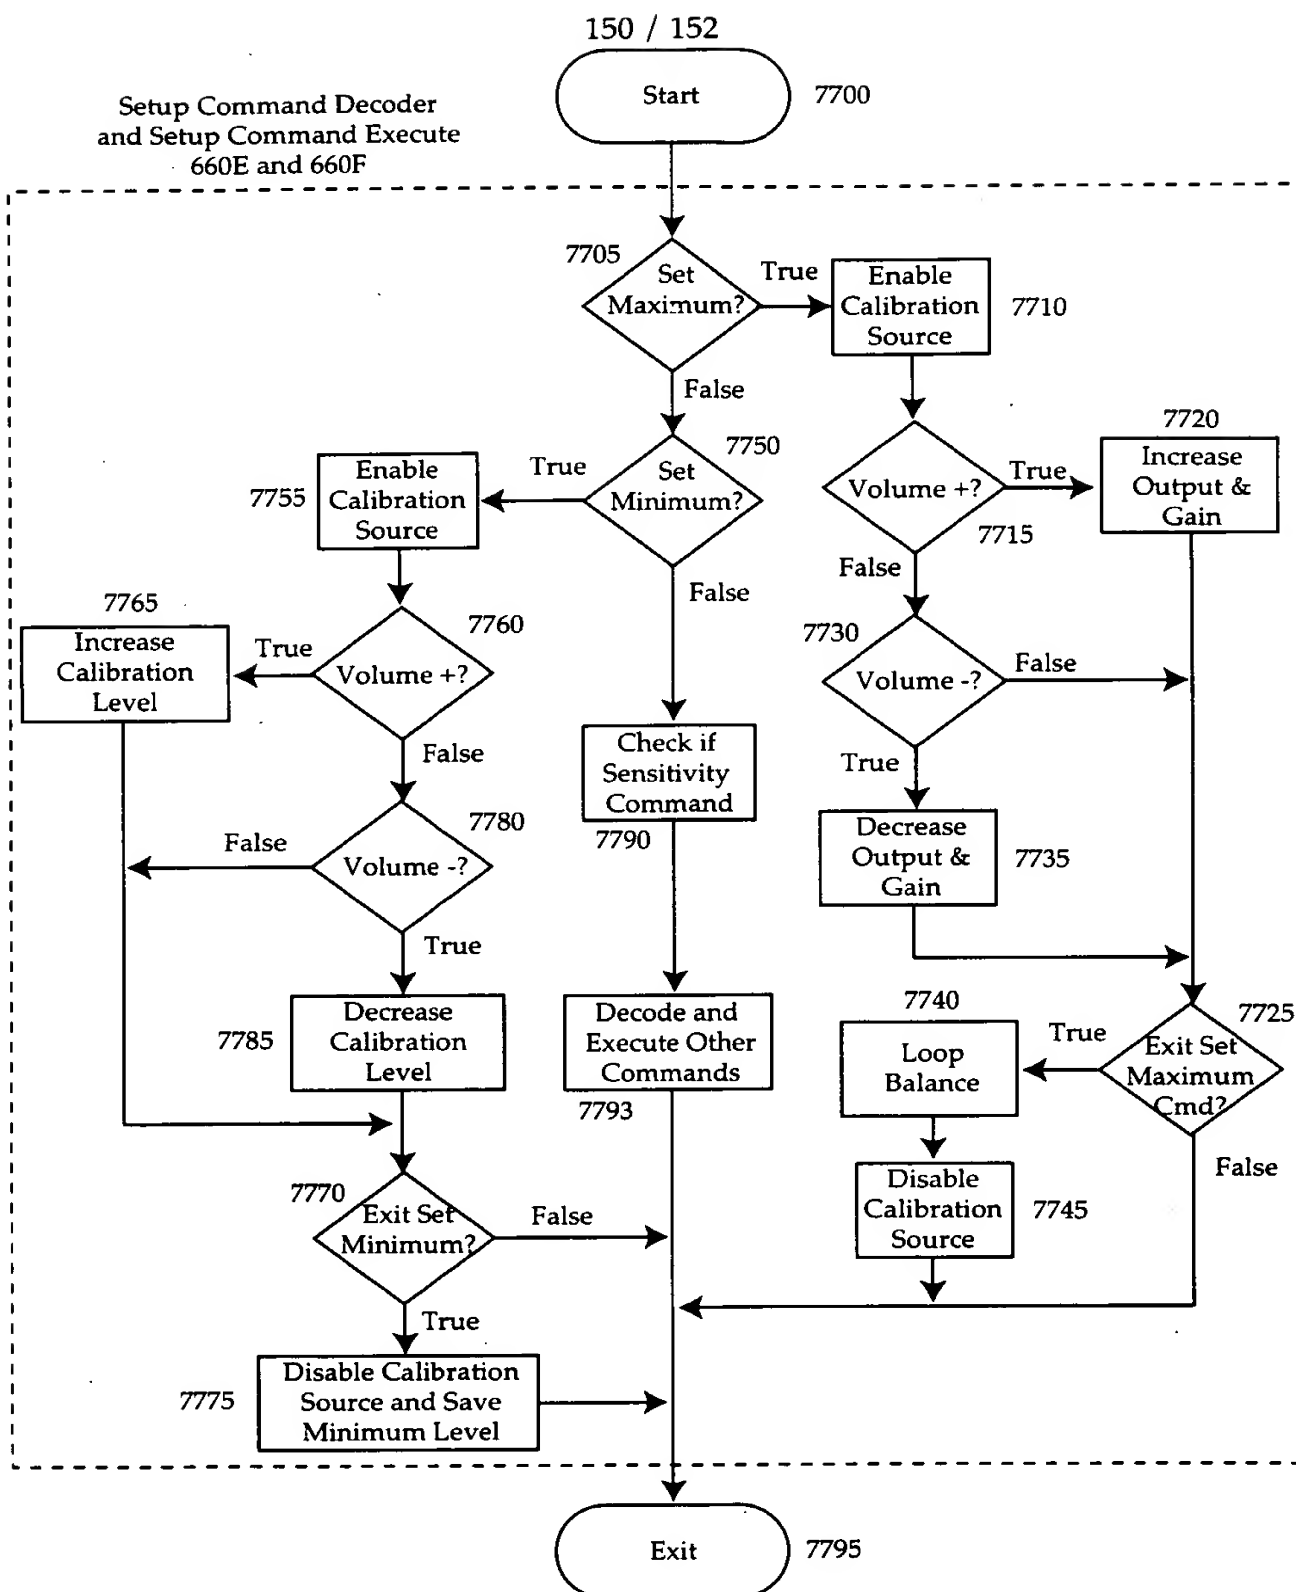 150 / 152
Start
7700
Setup Command Decoder
and Setup Command Execute
660E and 660F
7705
Set
Maximum?
True
False
Enable
Calibration
Source
7710
7750
Set
Minimum?
True
False
Enable
Calibration
Source
7755
Volume +?
7715
True
False
7720
Increase
Output &
Gain
7765
Increase
Calibration
Level
True
7760
Volume +?
False
7730
Volume -?
False
True
Check if
Sensitivity
Command
7790
7780
Volume -?
False
True
Decrease
Output &
Gain
7735
7785
Decrease
Calibration
Level
Decode and
Execute Other
Commands
7793
7740
Loop
Balance
True
7725
Exit Set
Maximum
Cmd?
False
7770
Exit Set
Minimum?
False
True
Disable
Calibration
Source
7745
7775
Disable Calibration
Source and Save
Minimum Level
Exit
7795